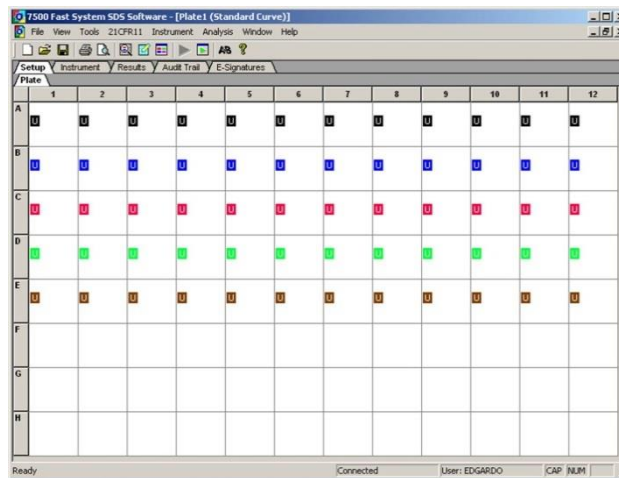 7500 Fast System SDS Software - [Plate1 (Standard Curve)]
File View Tools 21CFR11 Instrument Analysis Window Help
Setup Instrument Results Audit Trail E-Signatures
Plate
1 2 3 4 5 6 7 8 9 10 11 12
A U U U U U U U U U U U U
B U U U U U U U U U U U U
C U U U U U U U U U U U U
D U U U U U U U U U U U U
E U U U U U U U U U U U U
F
G
H
Ready Connected User: EDGARDO CAP NUM